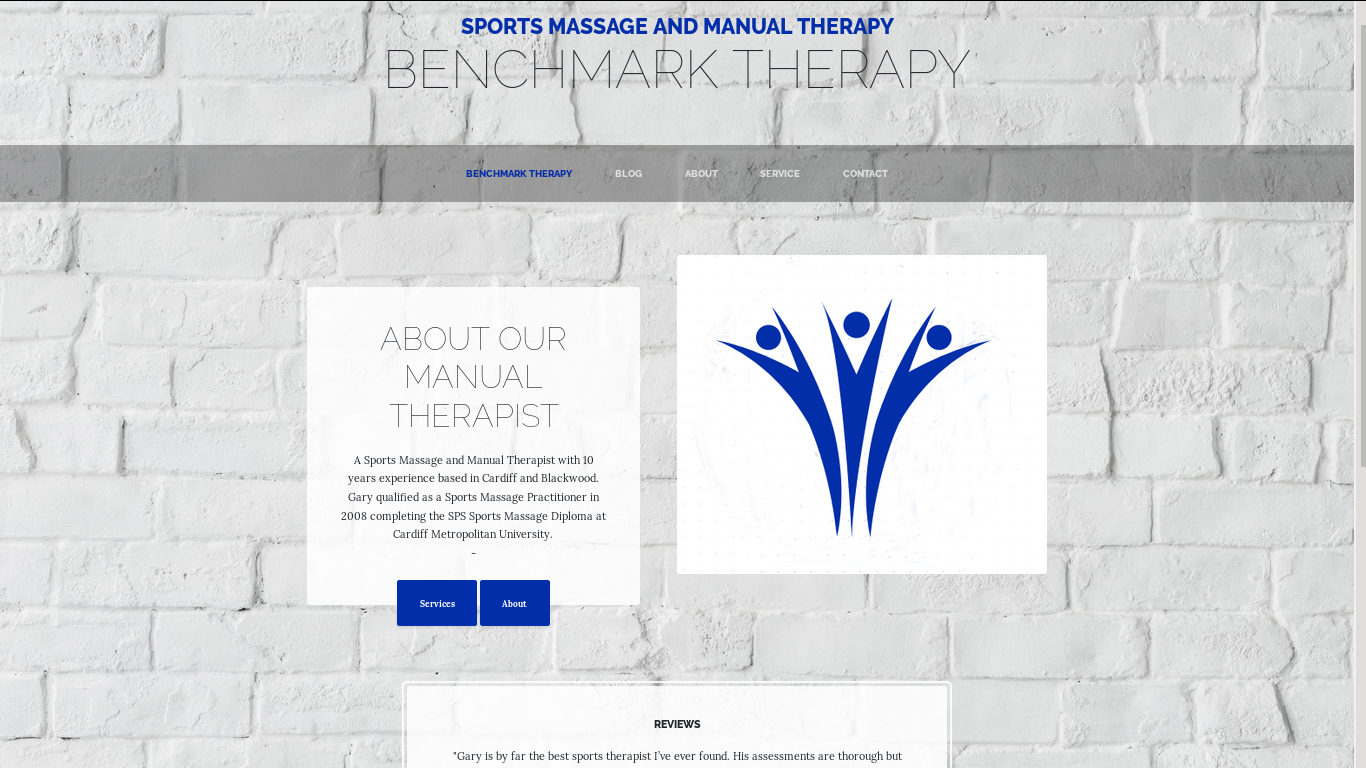 SPORTS MASSAGE AND MANUAL THERAPY
BENCHMARK THERAPY
BENCHMARK THERAPY BLOG ABOUT SERVICE CONTACT
ABOUT OUR
MANUAL
THERAPIST
A Sports Massage and Manual Therapist with 10
years experience based in Cardiff and Blackwood.
Gary qualified as a Sports Massage Practitioner in
2008 completing the SPS Sports Massage Diploma at
Cardiff Metropolitan University.
-
Services About
REVIEWS
"Gary is by far the best sports therapist I've ever found. His assessments are thorough but